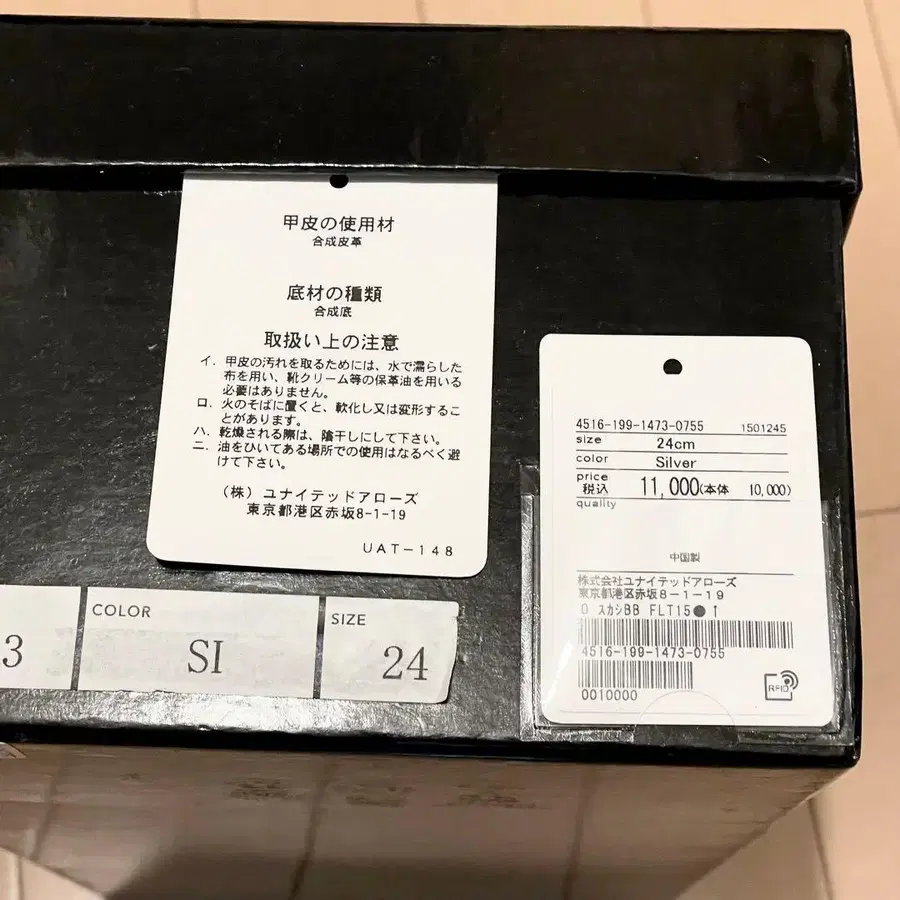 甲皮の使用材
合成皮革
底材の種類
合成底
取扱い上の注意
イ. 甲皮の汚れを取るためには、水で濡らした
布を用い、靴クリーム等の保革油を用いる
必要はありません。
ロ. 火のそばに置くと、軟化し又は変形するこ
とがあります。
ハ. 乾燥される際は、陰干しにして下さい。
ニ. 油をひいてある場所での使用はなるべく避
けて下さい。
(株) ユナイテッドアローズ
東京都港区赤坂8-1-19
UAT-148
4516-199-1473-0755 1501245
size 24cm
color Silver
price
税込 11,000(本体 10,000)
quality
中国製
株式会社ユナイテッドアローズ
東京都港区赤坂8-1-19
O スカシBB FLT15● ↑
4516-199-1473-0755
0010000
RFID
3
COLOR
SI
SIZE
24